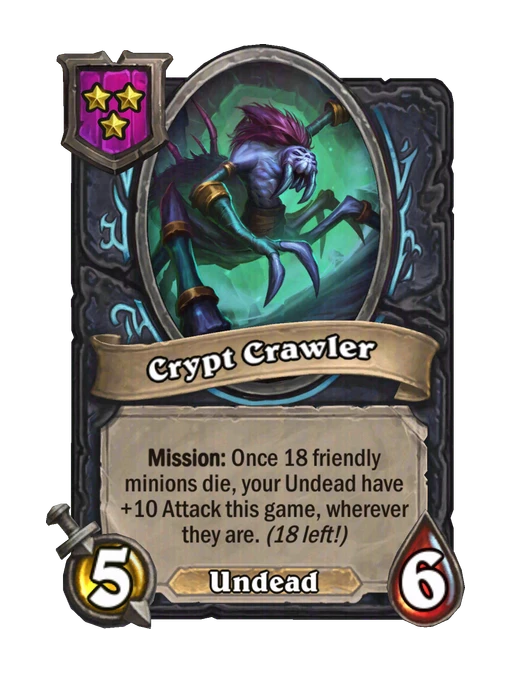 Crypt Crawler
Mission: Once 18 friendly
minions die, your Undead have
+10 Attack this game, wherever
they are. (18 left!)
5
Undead
6